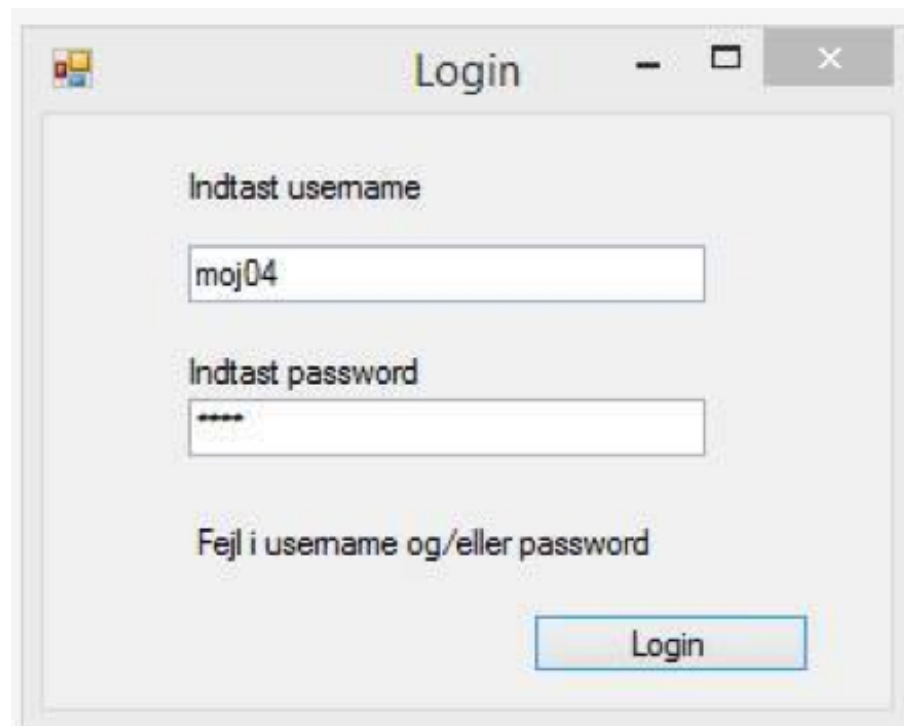 Login
Indtast username
moj04
Indtast password
****
Fejl i username og/eller password
Login